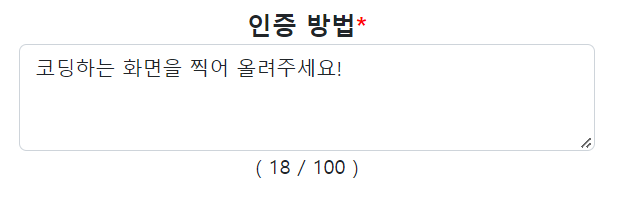 인증 방법*
코딩하는 화면을 찍어 올려주세요!
( 18 / 100 )